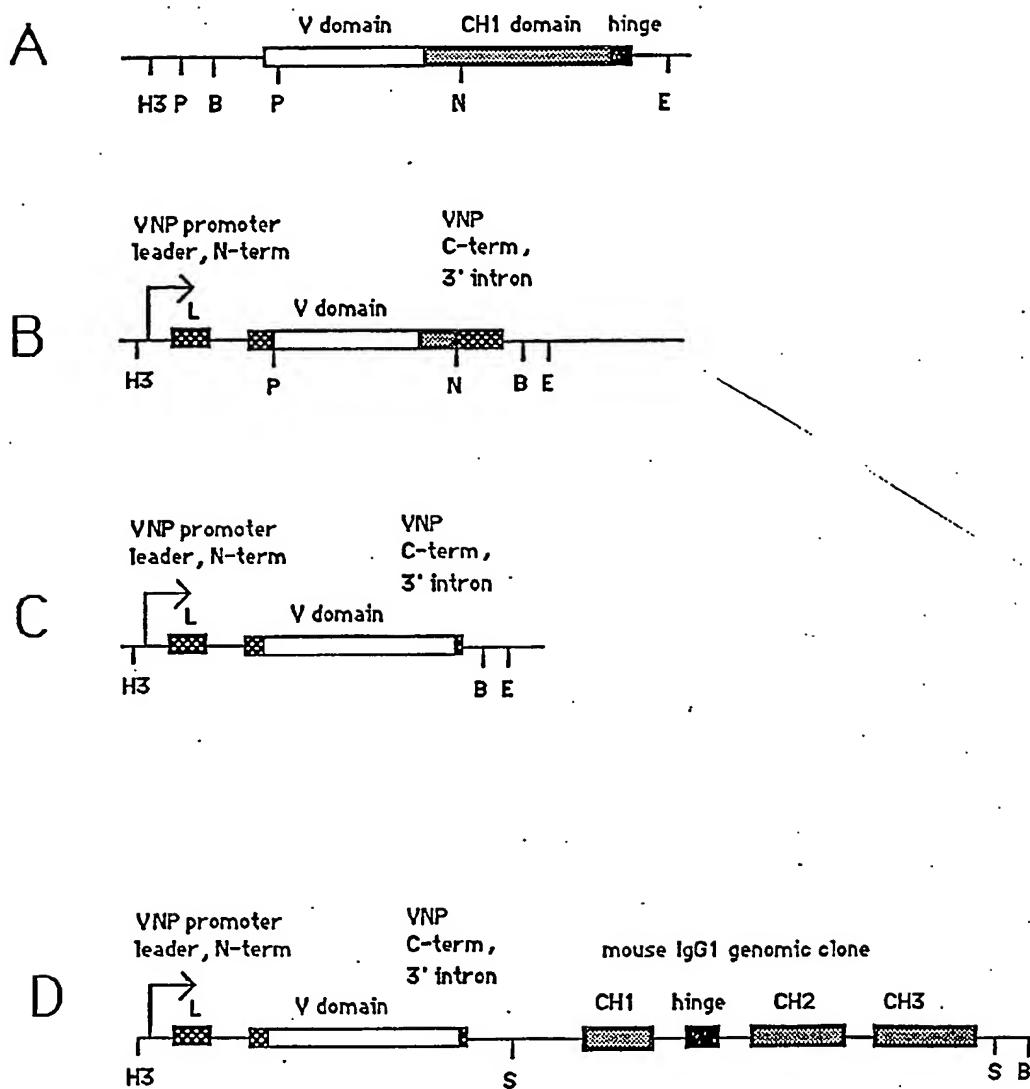 A
V domain CH1 domain hinge
H3 P B P N E
B
VNP promoter
leader, N-term
VNP
C-term,
3' intron
L
V domain
H3 P N B E
C
VNP promoter
leader, N-term
VNP
C-term,
3' intron
L
V domain
H3 B E
D
VNP promoter
leader, N-term
VNP
C-term,
3' intron
mouse IgG1 genomic clone
L
V domain
CH1 hinge CH2 CH3
H3 S S B